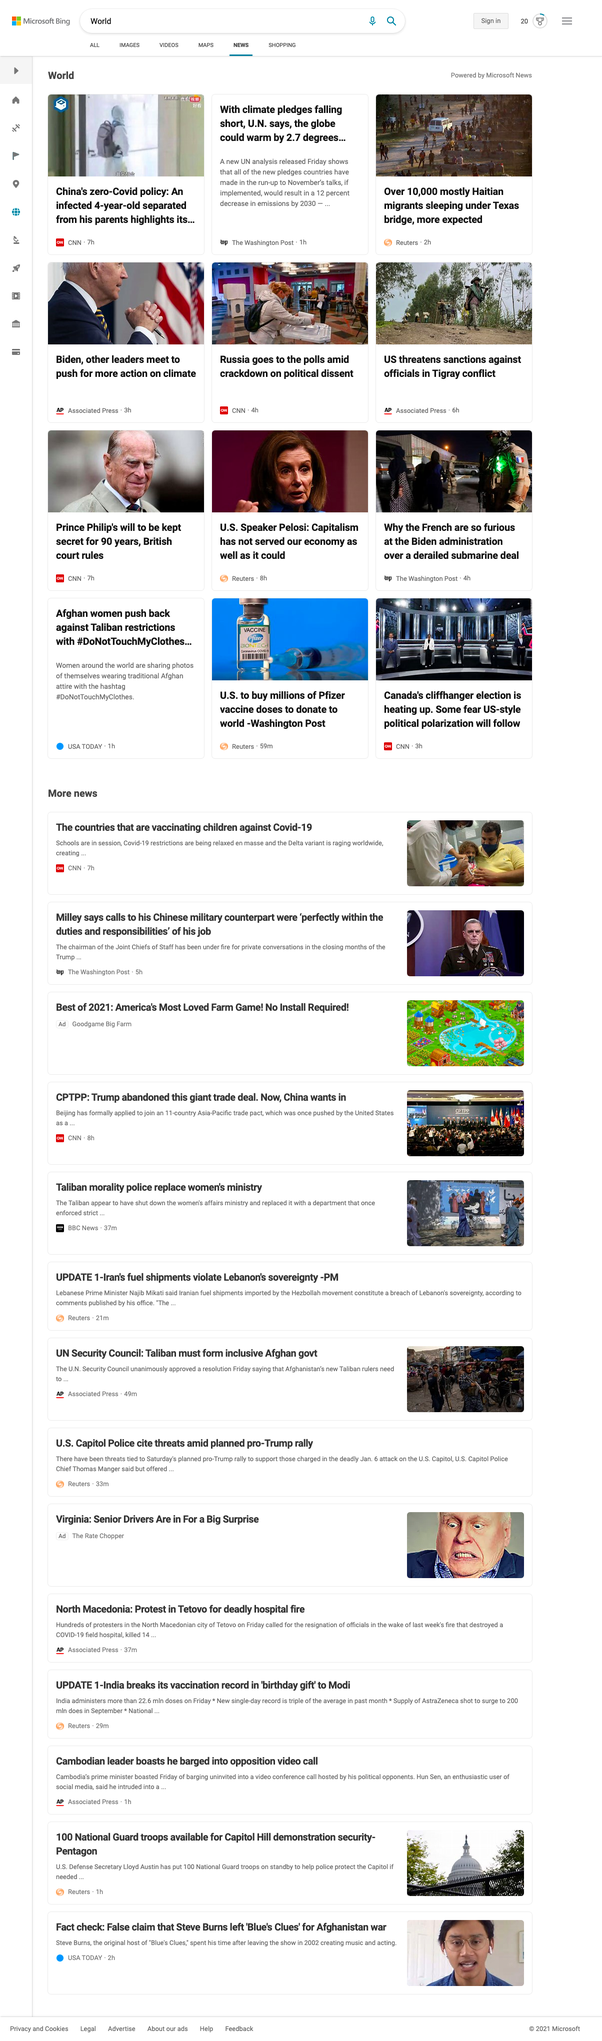 Microsoft Bing
World
Sign in
20
ALL
IMAGES
VIDEOS
MAPS
NEWS
SHOPPING
World
Powered by Microsoft News
China's zero-Covid policy: An
infected 4-year-old separated
from his parents highlights its...
CNN · 7h
With climate pledges falling
short, U.N. says, the globe
could warm by 2.7 degrees...
A new UN analysis released Friday shows
that all of the new pledges countries have
made in the run-up to November's talks, if
implemented, would result in a 12 percent
decrease in emissions by 2030 — ...
The Washington Post · 1h
Over 10,000 mostly Haitian
migrants sleeping under Texas
bridge, more expected
Reuters · 2h
Biden, other leaders meet to
push for more action on climate
AP Associated Press · 3h
Russia goes to the polls amid
crackdown on political dissent
CNN · 4h
US threatens sanctions against
officials in Tigray conflict
AP Associated Press · 6h
Prince Philip's will to be kept
secret for 90 years, British
court rules
CNN · 7h
U.S. Speaker Pelosi: Capitalism
has not served our economy as
well as it could
Reuters · 8h
Why the French are so furious
at the Biden administration
over a derailed submarine deal
The Washington Post · 4h
Afghan women push back
against Taliban restrictions
with #DoNotTouchMyClothes...
Women around the world are sharing photos
of themselves wearing traditional Afghan
attire with the hashtag
#DoNotTouchMyClothes.
USA TODAY · 1h
VACCINE
U.S. to buy millions of Pfizer
vaccine doses to donate to
world -Washington Post
Reuters · 59m
Canada's cliffhanger election is
heating up. Some fear US-style
political polarization will follow
CNN · 3h
More news
The countries that are vaccinating children against Covid-19
Schools are in session, Covid-19 restrictions are being relaxed en masse and the Delta variant is raging worldwide,
creating ...
CNN · 7h
Milley says calls to his Chinese military counterpart were 'perfectly within the
duties and responsibilities' of his job
The chairman of the Joint Chiefs of Staff has been under fire for private conversations in the closing months of the
Trump ...
The Washington Post · 5h
Best of 2021: America's Most Loved Farm Game! No Install Required!
Ad Goodgame Big Farm
CPTPP: Trump abandoned this giant trade deal. Now, China wants in
Beijing has formally applied to join an 11-country Asia-Pacific trade pact, which was once pushed by the United States
as a ...
CNN · 8h
CPTPP
Taliban morality police replace women's ministry
The Taliban appear to have shut down the women's affairs ministry and replaced it with a department that once
enforced strict ...
BBC News · 37m
UPDATE 1-Iran's fuel shipments violate Lebanon's sovereignty -PM
Lebanese Prime Minister Najib Mikati said Iranian fuel shipments imported by the Hezbollah movement constitute a breach of Lebanon's sovereignty, according to
comments published by his office. "The ...
Reuters · 21m
UN Security Council: Taliban must form inclusive Afghan govt
The U.N. Security Council unanimously approved a resolution Friday saying that Afghanistan's new Taliban rulers need
to ...
AP Associated Press · 49m
U.S. Capitol Police cite threats amid planned pro-Trump rally
There have been threats tied to Saturday's planned pro-Trump rally to support those charged in the deadly Jan. 6 attack on the U.S. Capitol, U.S. Capitol Police
Chief Thomas Manger said but offered ...
Reuters · 33m
Virginia: Senior Drivers Are in For a Big Surprise
Ad The Rate Chopper
North Macedonia: Protest in Tetovo for deadly hospital fire
Hundreds of protesters in the North Macedonian city of Tetovo on Friday called for the resignation of officials in the wake of last week's fire that destroyed a
COVID-19 field hospital, killed 14 ...
AP Associated Press · 37m
UPDATE 1-India breaks its vaccination record in 'birthday gift' to Modi
India administers more than 22.6 mln doses on Friday * New single-day record is triple of the average in past month * Supply of AstraZeneca shot to surge to 200
mln does in September * National ...
Reuters · 29m
Cambodian leader boasts he barged into opposition video call
Cambodia's prime minister boasted Friday of barging uninvited into a video conference call hosted by his political opponents. Hun Sen, an enthusiastic user of
social media, said he intruded into a ...
AP Associated Press · 1h
100 National Guard troops available for Capitol Hill demonstration security-
Pentagon
U.S. Defense Secretary Lloyd Austin has put 100 National Guard troops on standby to help police protect the Capitol if
needed ...
Reuters · 1h
Fact check: False claim that Steve Burns left 'Blue's Clues' for Afghanistan war
Steve Burns, the original host of "Blue's Clues," spent his time after leaving the show in 2002 creating music and acting.
USA TODAY · 2h
Privacy and Cookies
Legal
Advertise
About our ads
Help
Feedback
© 2021 Microsoft